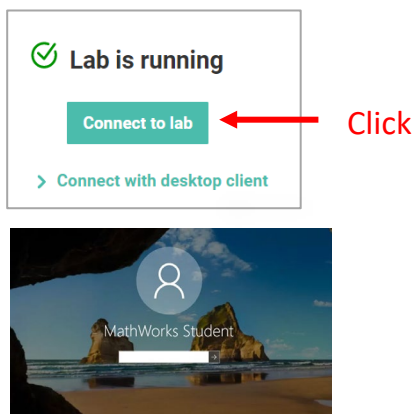 Lab is running
Connect to lab
Click
Connect with desktop client
MathWorks Student